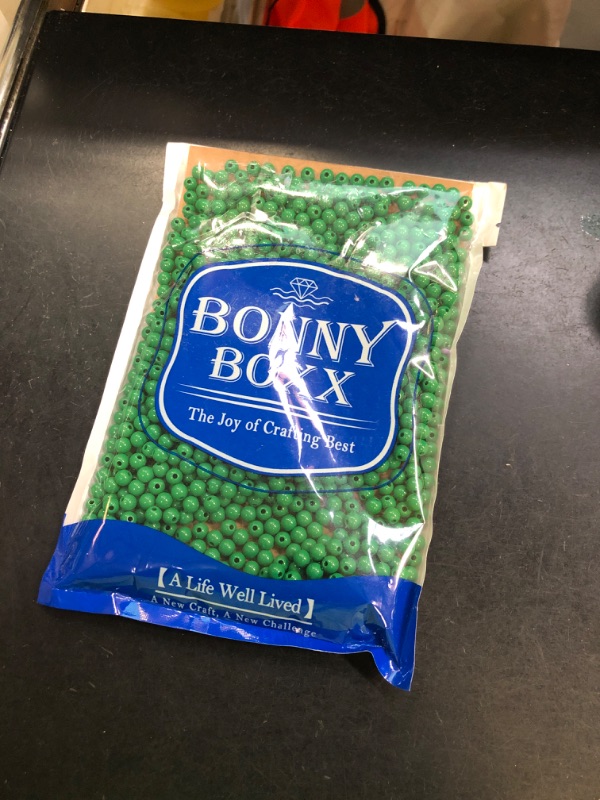 BONNY
BOXX
The Joy of Crafting Best
【A Life Well Lived】
A New Craft, A New Challenge